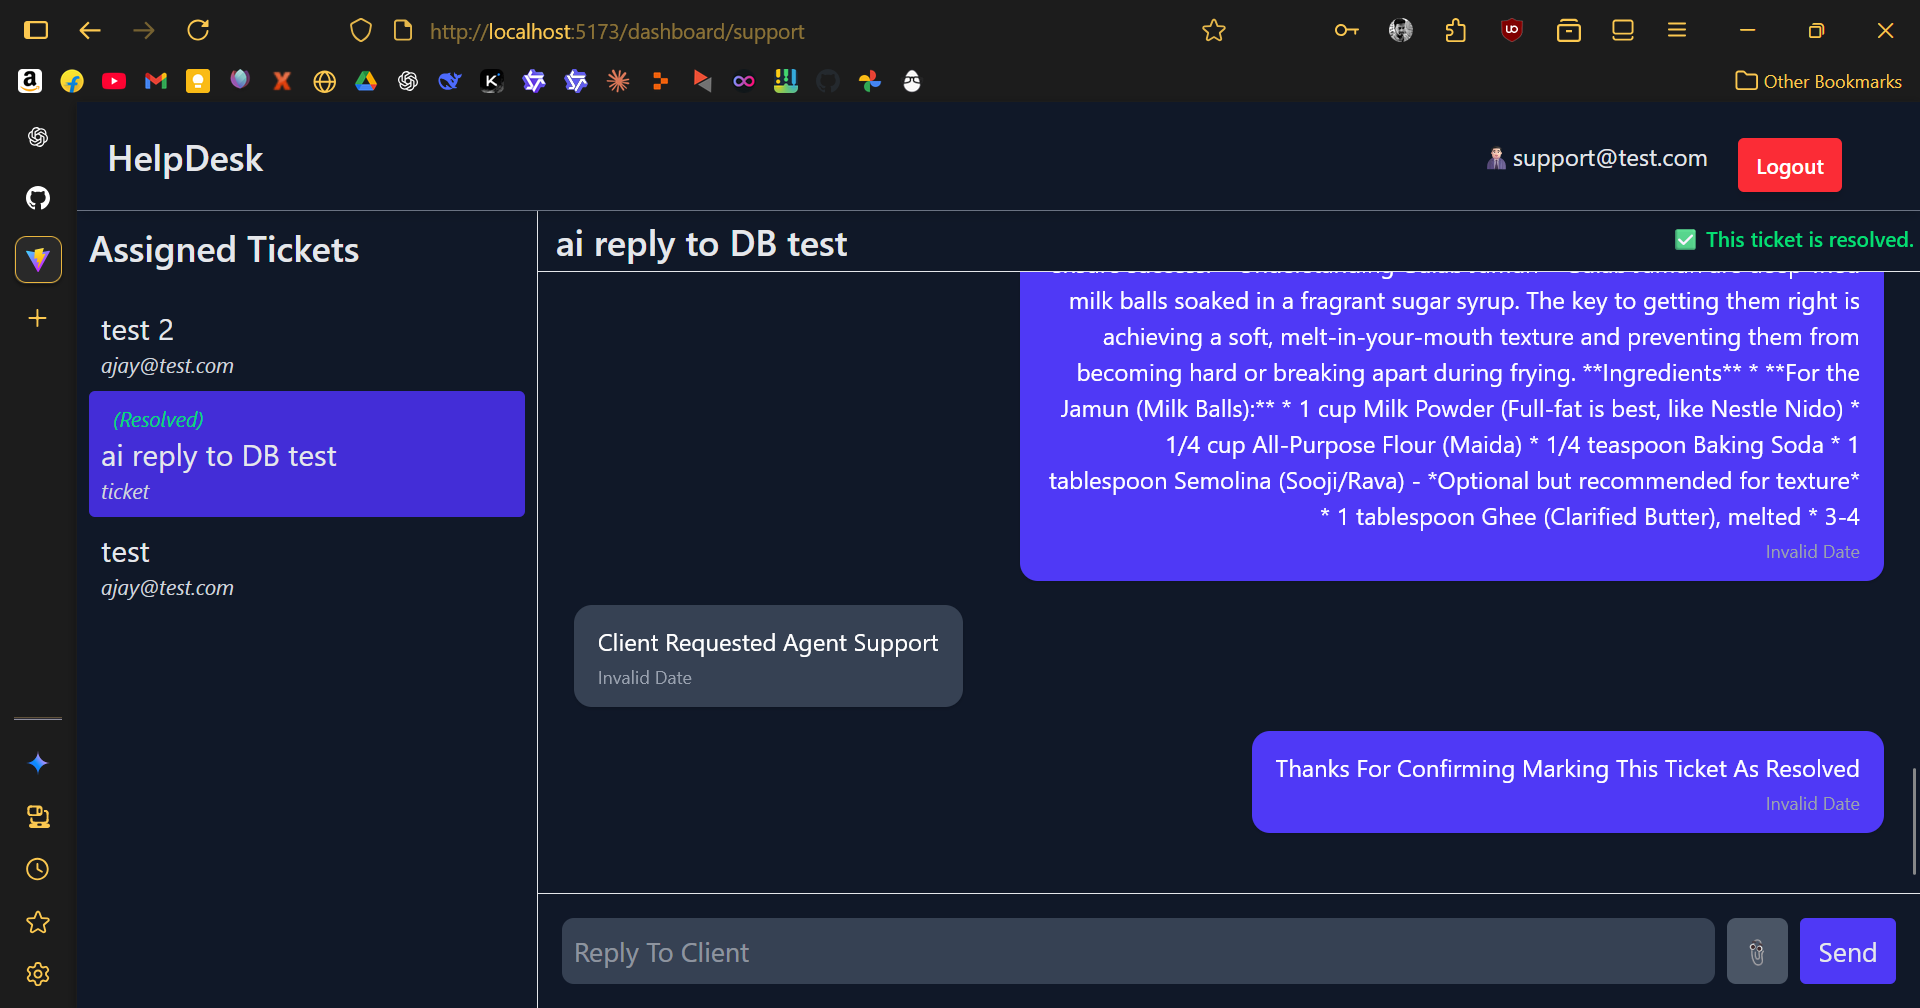 http://localhost:5173/dashboard/support
Other Bookmarks
HelpDesk
support@test.com
Logout
Assigned Tickets
test 2
ajay@test.com
(Resolved)
ai reply to DB test
ticket
test
ajay@test.com
ai reply to DB test
✅ This ticket is resolved.
milk balls soaked in a fragrant sugar syrup. The key to getting them right is
achieving a soft, melt-in-your-mouth texture and preventing them from
becoming hard or breaking apart during frying. **Ingredients** * **For the
Jamun (Milk Balls):** * 1 cup Milk Powder (Full-fat is best, like Nestle Nido) *
1/4 cup All-Purpose Flour (Maida) * 1/4 teaspoon Baking Soda * 1
tablespoon Semolina (Sooji/Rava) - *Optional but recommended for texture*
* 1 tablespoon Ghee (Clarified Butter), melted * 3-4
Invalid Date
Client Requested Agent Support
Invalid Date
Thanks For Confirming Marking This Ticket As Resolved
Invalid Date
Reply To Client
Send